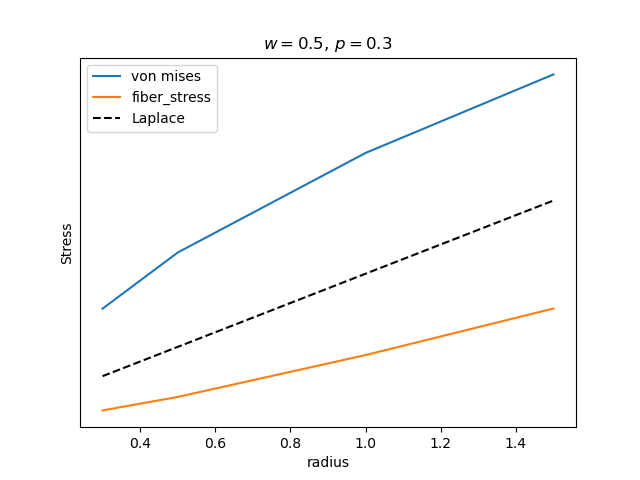 w = 0.5, p = 0.3
von mises
fiber_stress
Laplace
Stress
0.4 0.6 0.8 1.0 1.2 1.4
radius